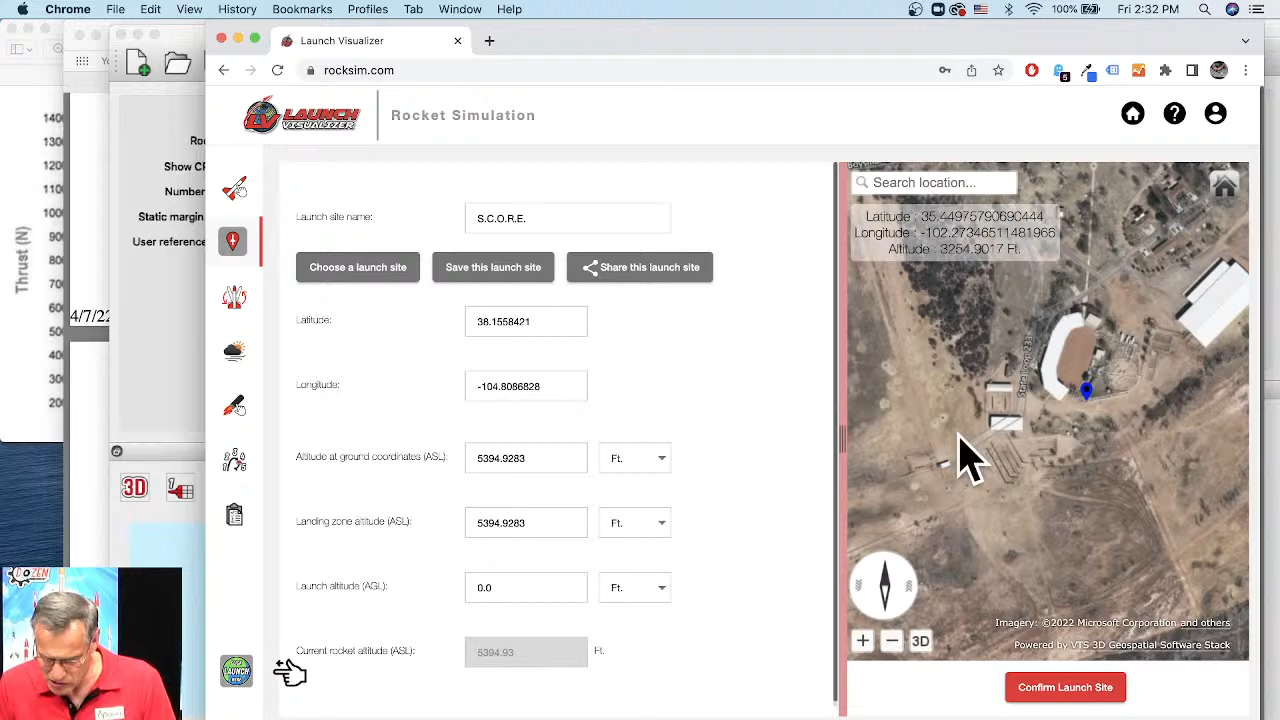 Chrome File Edit View History Bookmarks Profiles Tab Window Help 100% Fri 2:32 PM
Launch Visualizer
rocksim.com
5
LAUNCH
VISUALIZER
Rocket Simulation
1400
1300
1200
1100
1000
900
800
700
600
500
400
300
200
Thrust (N)
4/7/22
Show
Number
Static margin
User reference
3D
Launch site name:
S.C.O.R.E.
Choose a launch site
Save this launch site
Share this launch site
Latitude:
38.1558421
Longitude:
-104.8086828
Altitude at ground coordinates (ASL):
5394.9283
Ft.
Landing zone altitude (ASL):
5394.9283
Ft.
Launch altitude (AGL):
0.0
Ft.
Current rocket altitude (ASL):
5394.93
Ft.
LAUNCH
Search location...
Latitude : 35.44975790690444
Longitude : -102.27346511481966
Altitude : 3254.9017 Ft.
State Loop 233
3D
Imagery: ©2022 Microsoft Corporation and others
Powered by VTS 3D Geospatial Software Stack
Confirm Launch Site